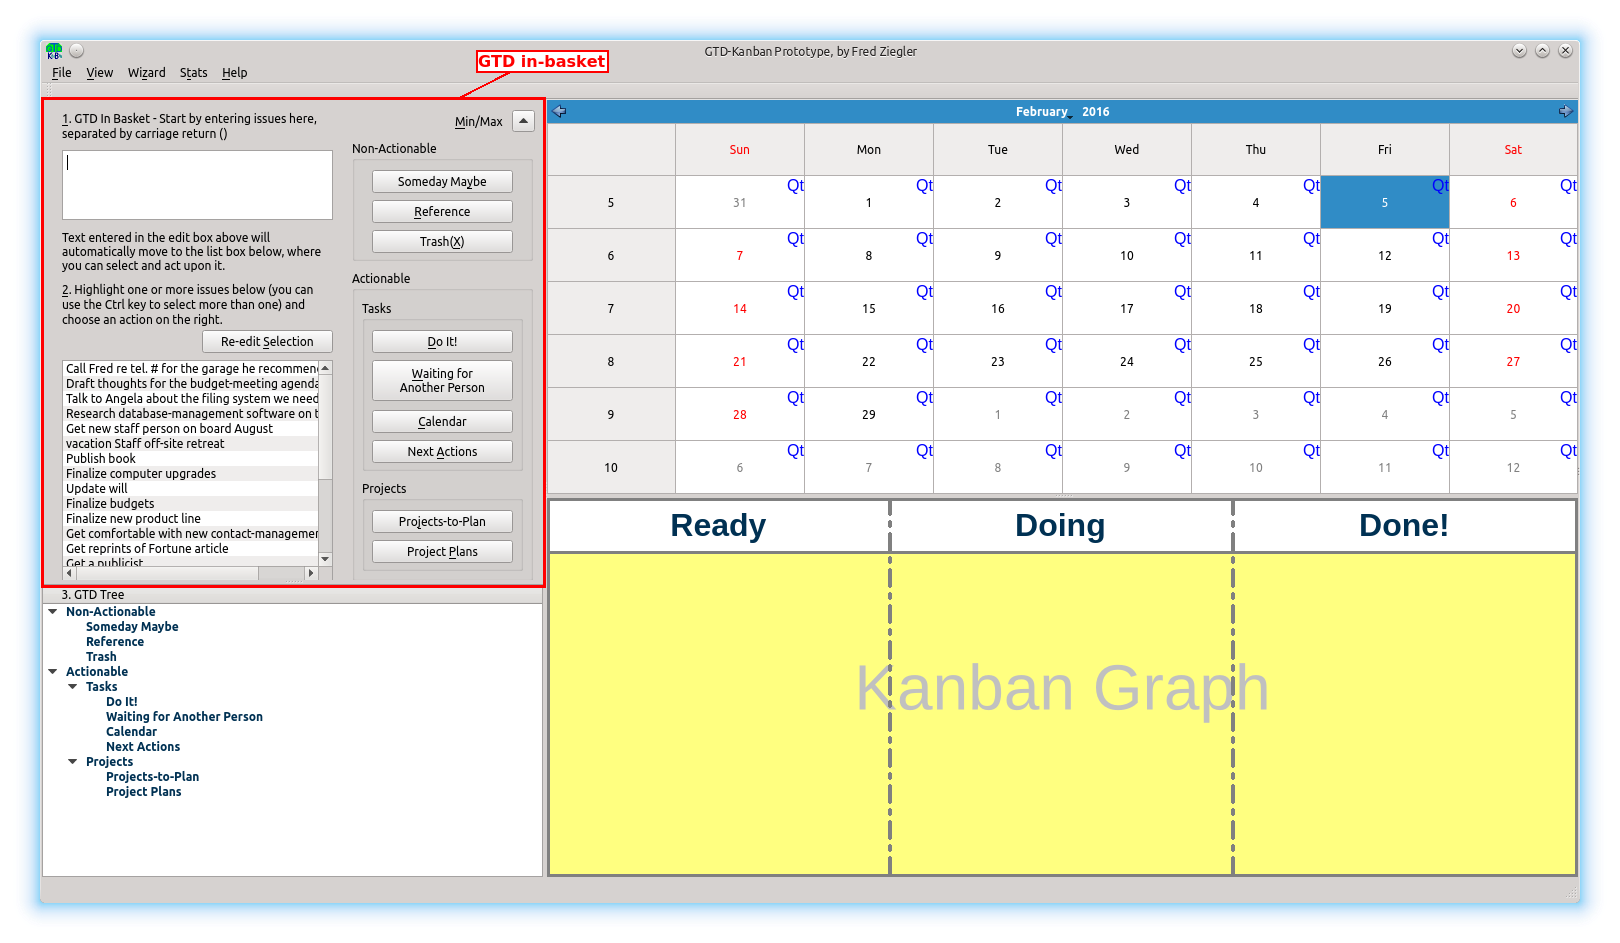 GTD-Kanban Prototype, by Fred Ziegler
File View Wizard Stats Help
GTD in-basket
1. GTD In Basket - Start by entering issues here,
separated by carriage return ()
Min/Max
Text entered in the edit box above will
automatically move to the list box below, where
you can select and act upon it.
2. Highlight one or more issues below (you can
use the Ctrl key to select more than one) and
choose an action on the right.
Re-edit Selection
Call Fred re tel. # for the garage he recommen
Draft thoughts for the budget-meeting agenda
Talk to Angela about the filing system we need
Research database-management software on t
Get new staff person on board August
vacation Staff off-site retreat
Publish book
Finalize computer upgrades
Update will
Finalize budgets
Finalize new product line
Get comfortable with new contact-managemer
Get reprints of Fortune article
Get a publicist
Non-Actionable
Someday Maybe
Reference
Trash(X)
Actionable
Tasks
Do It!
Waiting for
Another Person
Calendar
Next Actions
Projects
Projects-to-Plan
Project Plans
3. GTD Tree
Non-Actionable
Someday Maybe
Reference
Trash
Actionable
Tasks
Do It!
Waiting for Another Person
Calendar
Next Actions
Projects
Projects-to-Plan
Project Plans
February 2016
Sun Mon Tue Wed Thu Fri Sat
Qt Qt Qt Qt Qt Qt Qt
5 31 1 2 3 4 5 6
Qt Qt Qt Qt Qt Qt Qt
6 7 8 9 10 11 12 13
Qt Qt Qt Qt Qt Qt Qt
7 14 15 16 17 18 19 20
Qt Qt Qt Qt Qt Qt Qt
8 21 22 23 24 25 26 27
Qt Qt Qt Qt Qt Qt Qt
9 28 29 1 2 3 4 5
Qt Qt Qt Qt Qt Qt Qt
10 6 7 8 9 10 11 12
Ready Doing Done!
Kanban Graph